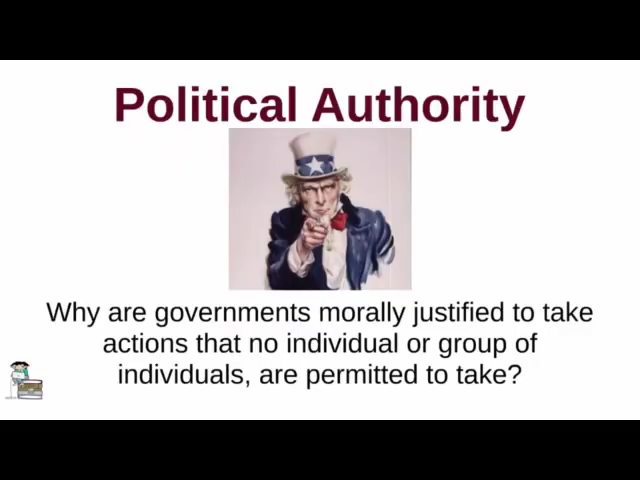 Political Authority
Why are governments morally justified to take
actions that no individual or group of
individuals, are permitted to take?